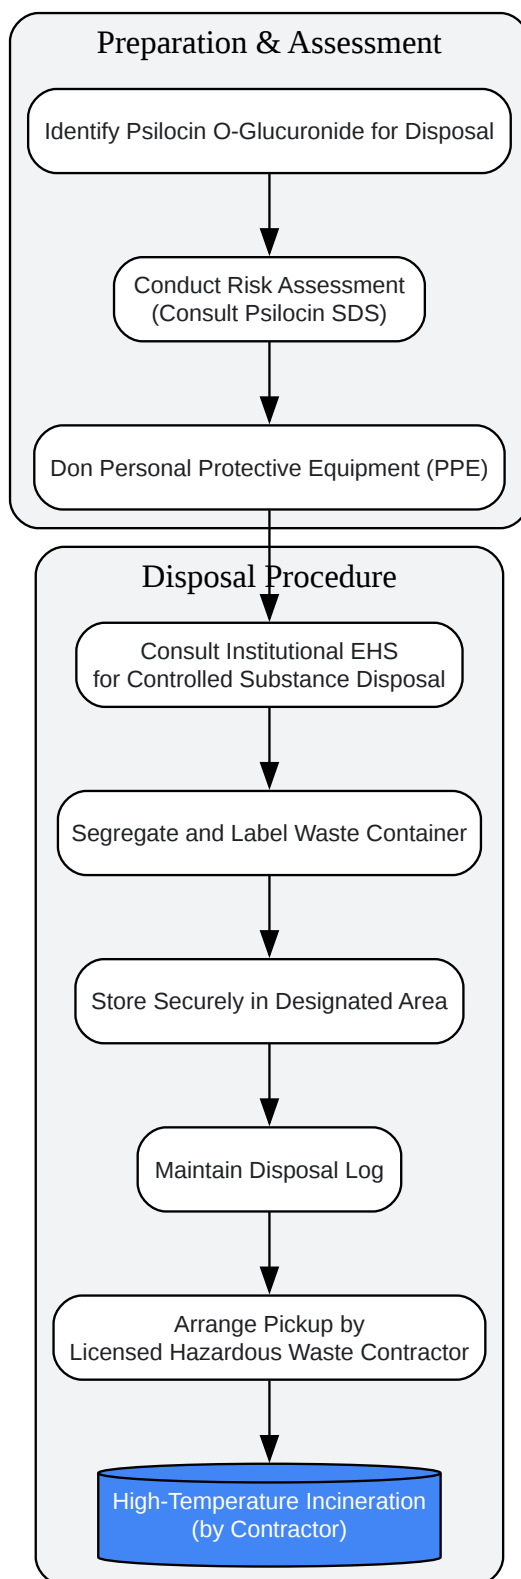 Preparation & Assessment
Identify Psilocin O-Glucuronide for Disposal
Conduct Risk Assessment
(Consult Psilocin SDS)
Don Personal Protective Equipment (PPE)
Disposal Procedure
Consult Institutional EHS
for Controlled Substance Disposal
Segregate and Label Waste Container
Store Securely in Designated Area
Maintain Disposal Log
Arrange Pickup by
Licensed Hazardous Waste Contractor
High-Temperature Incineration
(by Contractor)